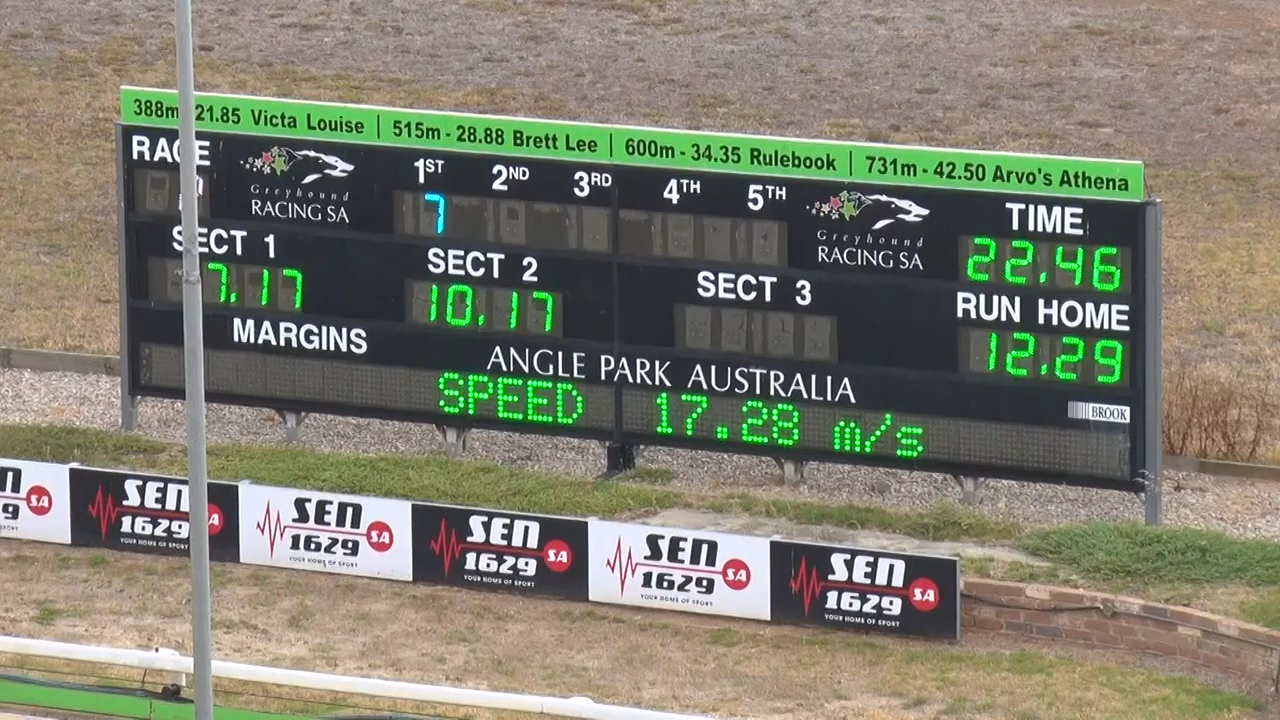 388m 21.85 Victa Louise | 515m - 28.88 Brett Lee | 600m - 34.35 Rulebook | 731m - 42.50 Arvo's Athena
RACE
Greyhound
RACING SA
1ST 2ND 3RD 4TH 5TH
7
Greyhound
RACING SA
TIME
22.46
SECT 1
7.17
SECT 2
10.17
SECT 3
RUN HOME
12.29
MARGINS
ANGLE PARK AUSTRALIA
SPEED 17.28 m/s
BROOK
N
9
SA
SEN
1629
SA
YOUR HOME OF SPORT
SEN
1629
SA
YOUR HOME OF SPORT
SEN
1629
SA
YOUR HOME OF SPORT
SEN
1629
SA
YOUR HOME OF SPORT
SEN
1629
SA
YOUR HOME OF SPORT